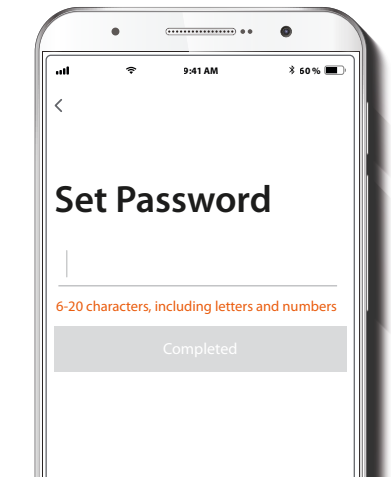 9:41 AM
60%
Set Password
6-20 characters, including letters and numbers
Completed